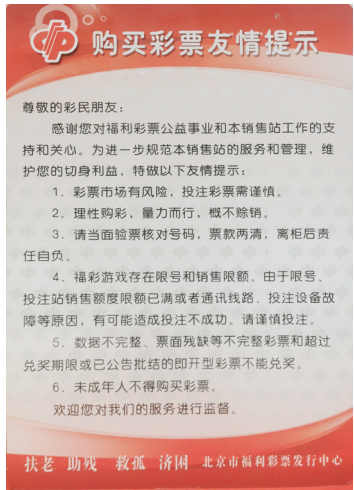 购买彩票友情提示
尊敬的彩民朋友：
感谢您对福利彩票公益事业和本销售站工作的支
持和关心。为进一步规范本销售站的服务和管理，维
护您的切身利益，特做以下友情提示：
1．彩票市场有风险，投注彩票需谨慎。
2．理性购彩，量力而行，概不赊销。
3．请当面验票核对号码，票款两清，离柜后责
任自负。
4．福彩游戏存在限号和销售限额。由于限号、
投注站销售额度限额已满或者通讯线路、投注设备故
障等原因，有可能造成投注不成功。请谨慎投注。
5．数据不完整、票面残缺等不完整彩票和超过
兑奖期限或已公告批结的即开型彩票不能兑奖。
6．未成年人不得购买彩票。
欢迎您对我们的服务进行监督。
扶老 助残 救孤 济困 北京市福利彩票发行中心